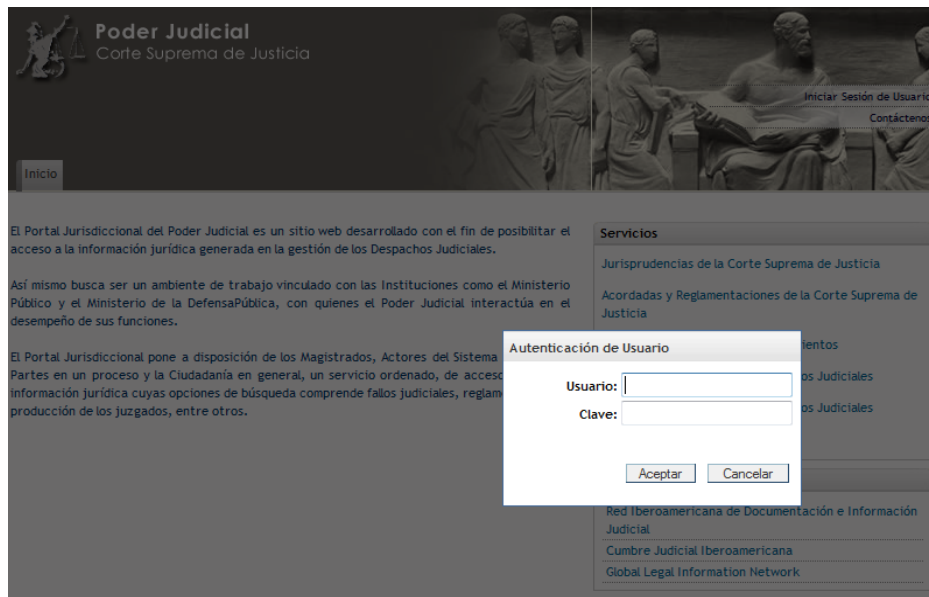 Poder Judicial
Corte Suprema de Justicia
Iniciar Sesión de Usuario
Contáctenos
Inicio
El Portal Jurisdiccional del Poder Judicial es un sitio web desarrollado con el fin de posibilitar el
acceso a la información jurídica generada en la gestión de los Despachos Judiciales.
Así mismo busca ser un ambiente de trabajo vinculado con las Instituciones como el Ministerio
Público y el Ministerio de la DefensaPública, con quienes el Poder Judicial interactúa en el
desempeño de sus funciones.
El Portal Jurisdiccional pone a disposición de los Magistrados, Actores del Sistema
Partes en un proceso y la Ciudadanía en general, un servicio ordenado, de acceso
información jurídica cuyas opciones de búsqueda comprende fallos judiciales, reglam
producción de los juzgados, entre otros.
Servicios
Jurisprudencias de la Corte Suprema de Justicia
Acordadas y Reglamentaciones de la Corte Suprema de
Justicia
ientos
os Judiciales
os Judiciales
Autenticación de Usuario
Usuario:
Clave:
Aceptar Cancelar
Red Iberoamericana de Documentación e Información
Judicial
Cumbre Judicial Iberoamericana
Global Legal Information Network